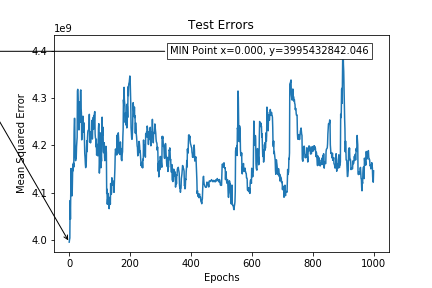 Test Errors
1e9
MIN Point x=0.000, y=3995432842.046
4.4
4.3
4.2
4.1
4.0
Mean Squared Error
0
200
400
600
800
1000
Epochs